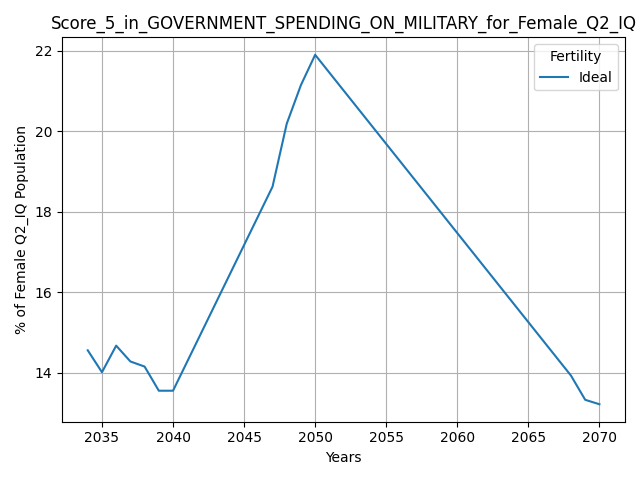 Score_5_in_GOVERNMENT_SPENDING_ON_MILITARY_for_Female_Q2_IQ
Fertility
Ideal
% of Female Q2_IQ Population
22
20
18
16
14
2035 2040 2045 2050 2055 2060 2065 2070
Years